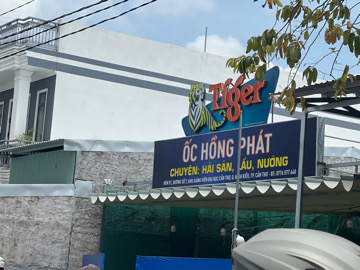 Tiger
ỐC HỒNG PHÁT
CHUYÊN: HẢI SẢN, LẨU, NƯỚNG